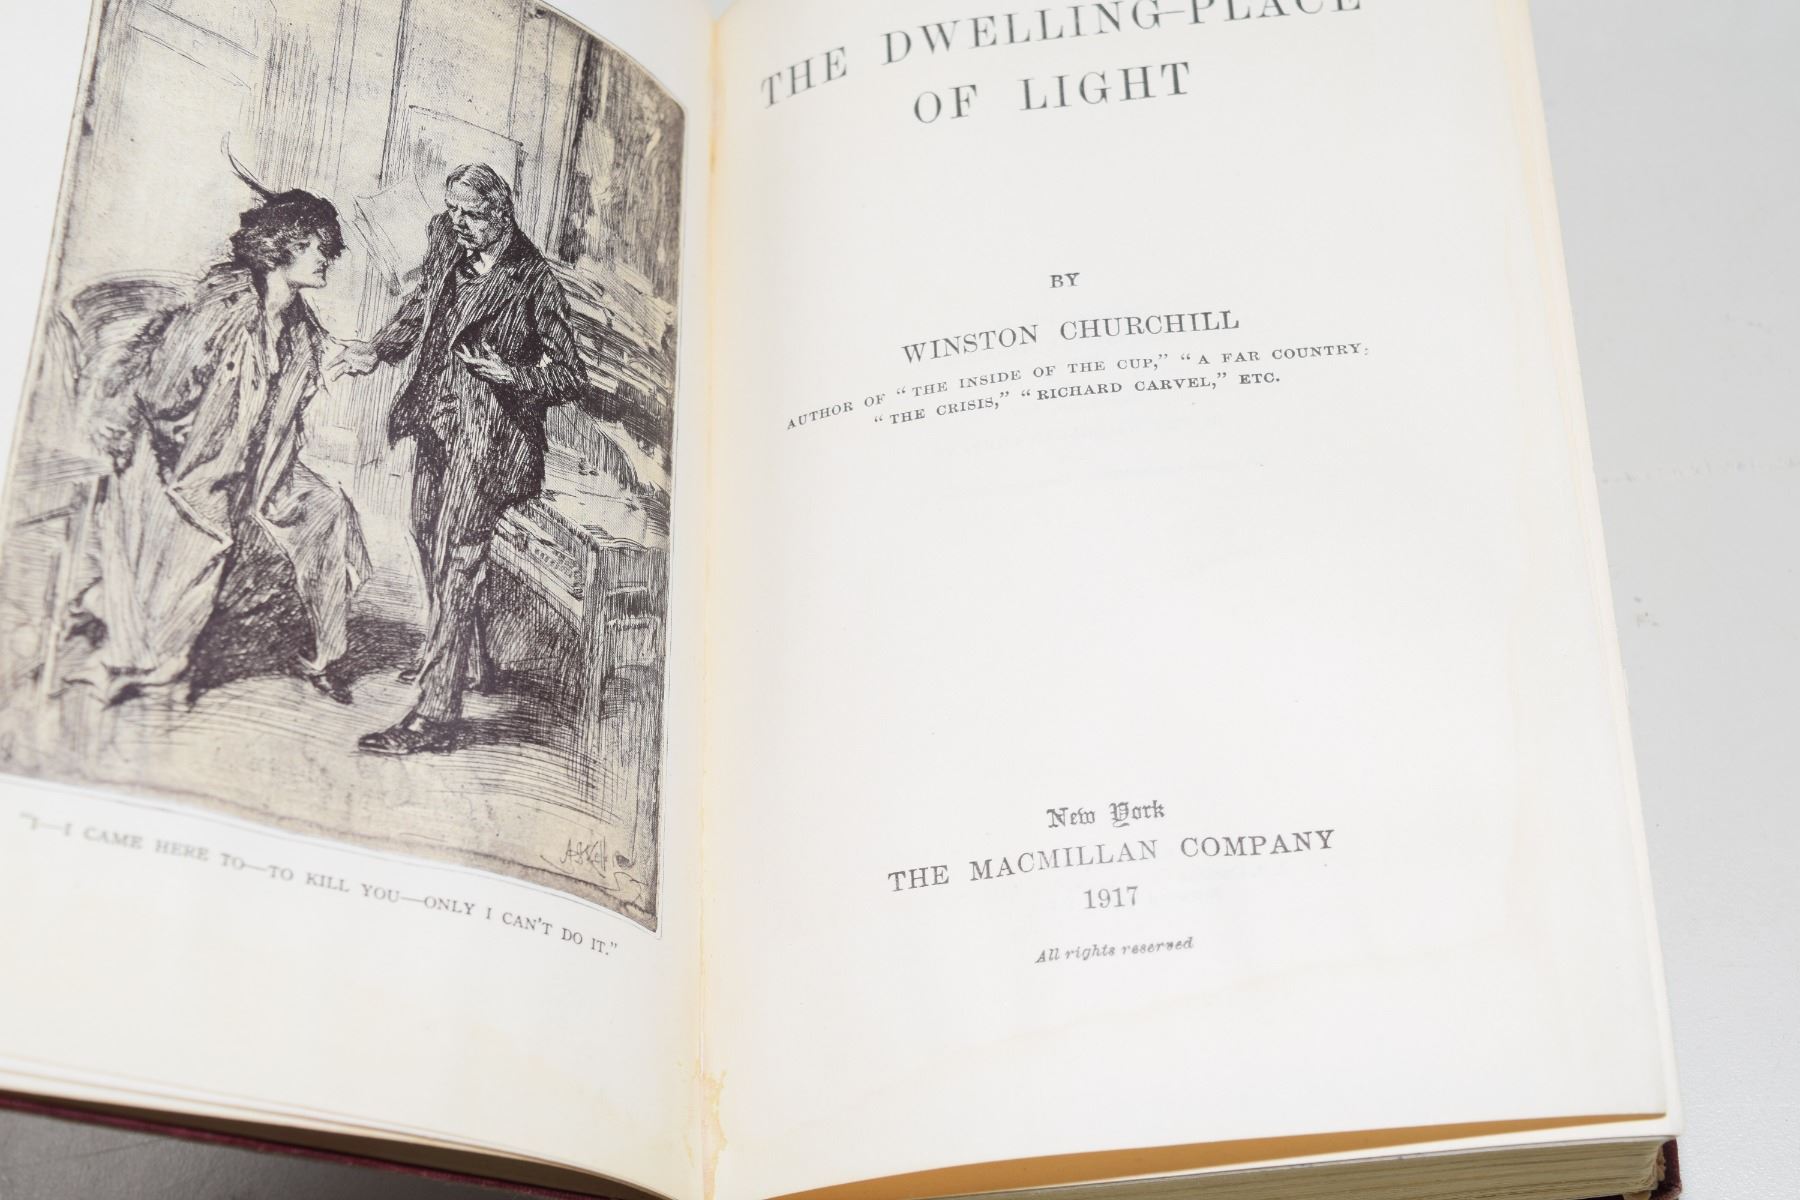 "I—I CAME HERE TO—TO KILL YOU—ONLY I CAN'T DO IT."
THE DWELLING-PLACE
OF LIGHT
BY
WINSTON CHURCHILL
AUTHOR OF "THE INSIDE OF THE CUP," "A FAR COUNTRY,
"THE CRISIS," "RICHARD CARVEL," ETC.
New York
THE MACMILLAN COMPANY
1917
All rights reserved